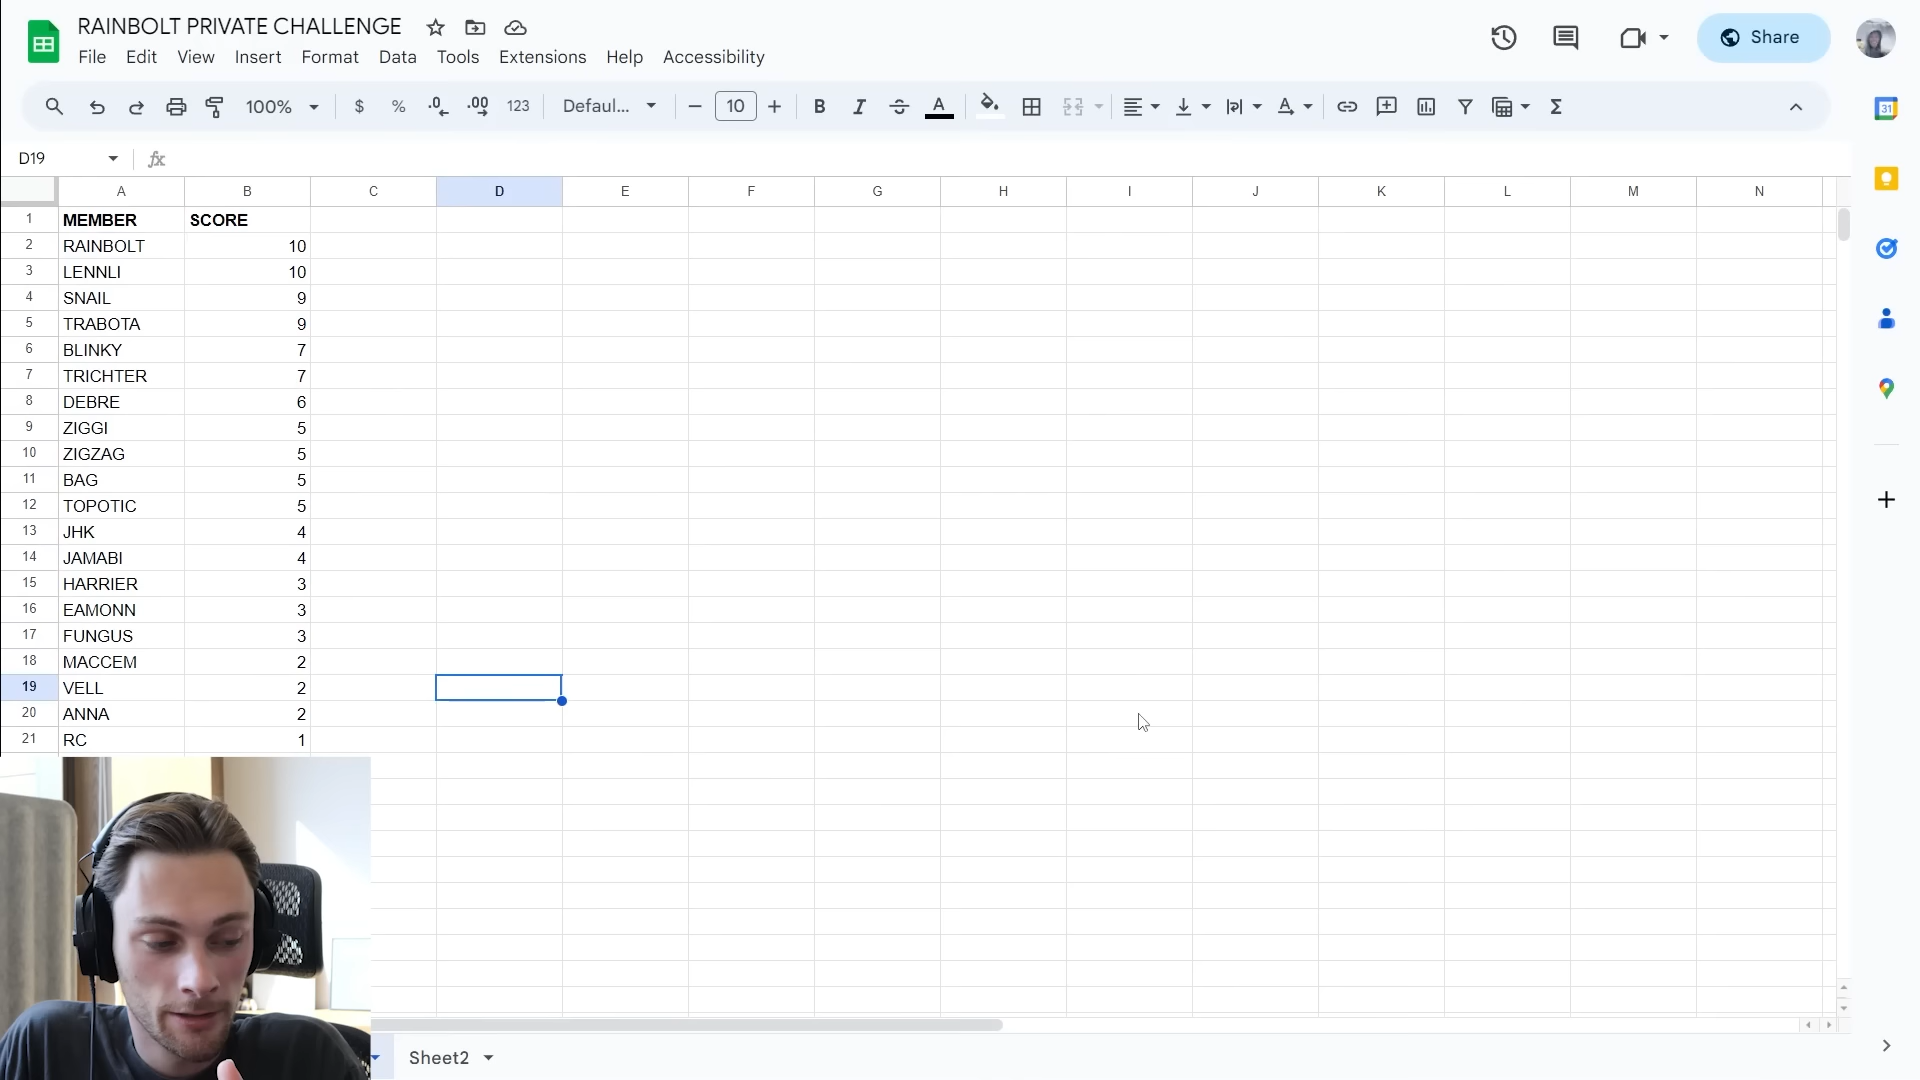 RAINBOLT PRIVATE CHALLENGE
Share
File Edit View Insert Format Data Tools Extensions Help Accessibility
100% $ % .0 .00 123 Defaul... 10 B I A Σ
31
D19 fx
A B C D E F G H I J K L M N
1 MEMBER SCORE
2 RAINBOLT 10
3 LENNLI 10
4 SNAIL 9
5 TRABOTA 9
6 BLINKY 7
7 TRICHTER 7
8 DEBRE 6
9 ZIGGI 5
10 ZIGZAG 5
11 BAG 5
12 TOPOTIC 5
13 JHK 4
14 JAMABI 4
15 HARRIER 3
16 EAMONN 3
17 FUNGUS 3
18 MACCEM 2
19 VELL 2
20 ANNA 2
21 RC 1
Sheet2